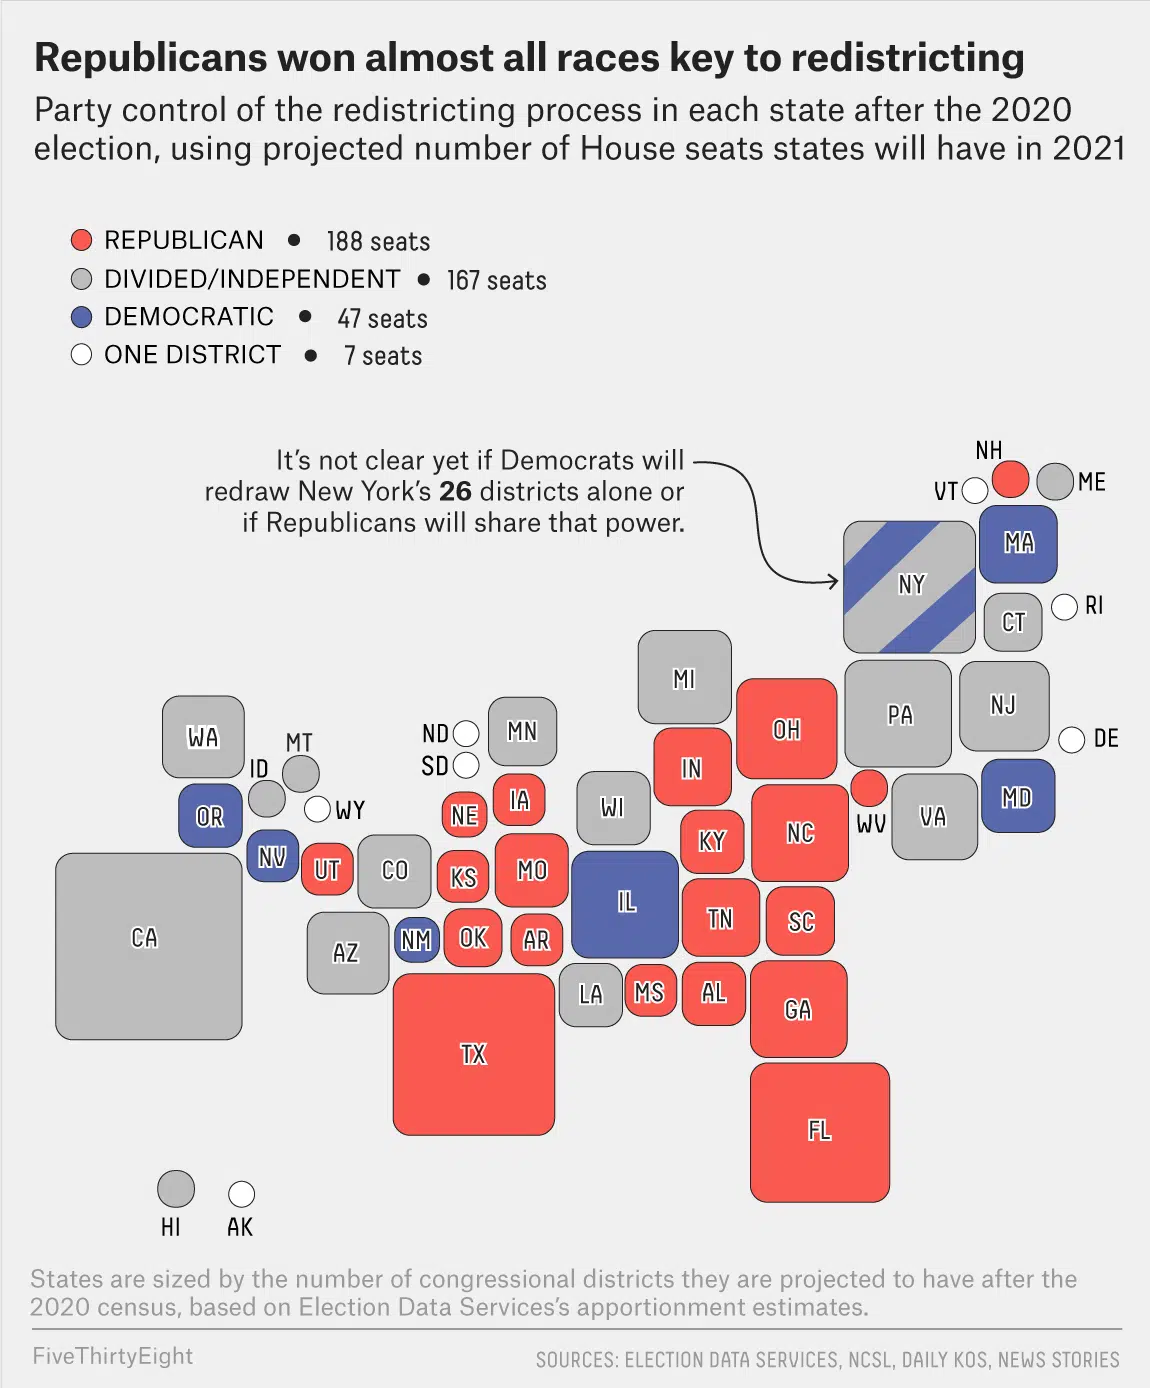 Republicans won almost all races key to redistricting
Party control of the redistricting process in each state after the 2020
election, using projected number of House seats states will have in 2021
REPUBLICAN • 188 seats
DIVIDED/INDEPENDENT • 167 seats
DEMOCRATIC • 47 seats
ONE DISTRICT • 7 seats
It's not clear yet if Democrats will
redraw New York's 26 districts alone or
if Republicans will share that power.
NH
VT
ME
MA
NY
RI
CT
MI
PA
NJ
OH
WA
ND
MN
DE
MT
SD
ID
IN
WY
OR
NE
IA
WI
WV
VA
MD
NV
UT
CO
KS
MO
KY
NC
IL
CA
AZ
NM
OK
AR
TN
SC
LA
MS
AL
GA
TX
FL
HI
AK
States are sized by the number of congressional districts they are projected to have after the
2020 census, based on Election Data Services's apportionment estimates.
FiveThirtyEight
SOURCES: ELECTION DATA SERVICES, NCSL, DAILY KOS, NEWS STORIES